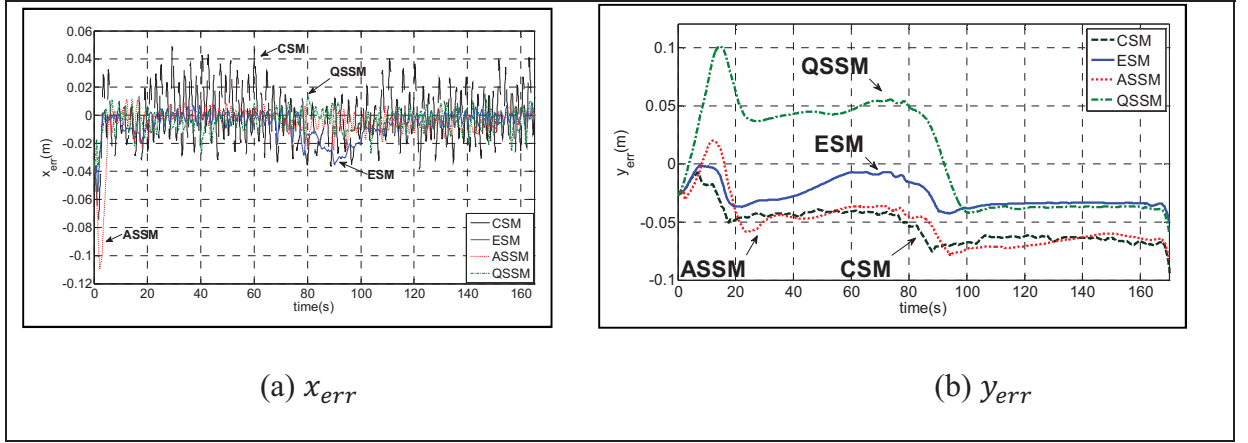 0.06
0.04
0.02
0
-0.02
-0.04
-0.06
-0.08
-0.1
-0.12
x_err(m)
CSM
QSSM
ESM
ASSM
CSM
ESM
ASSM
QSSM
0 20 40 60 80 100 120 140 160
time(s)
0.1
0.05
0
-0.05
-0.1
y_err(m)
QSSM
ESM
ASSM
CSM
CSM
ESM
ASSM
QSSM
0 20 40 60 80 100 120 140 160
time(s)
(a) x_err
(b) y_err